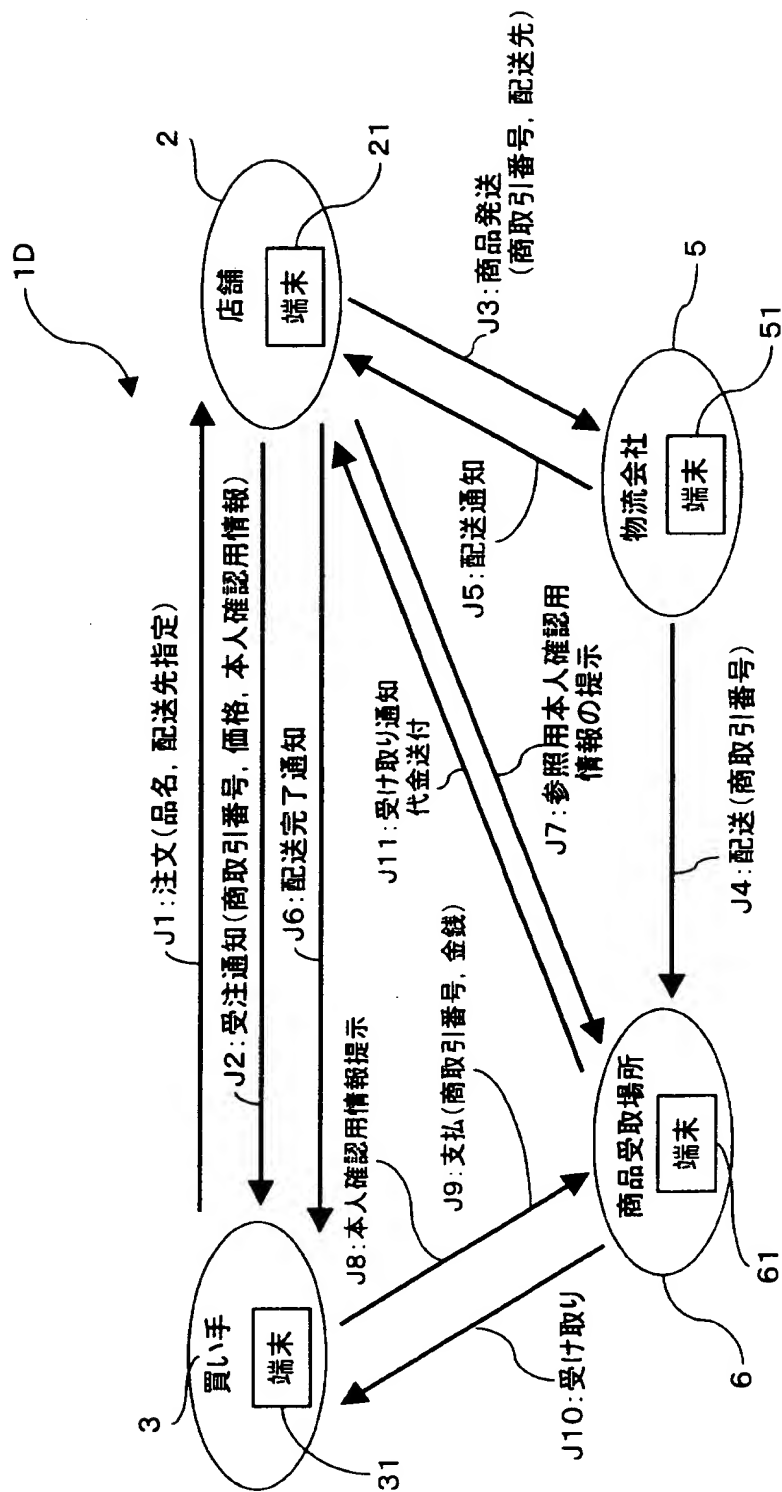 1D
2
店舗
端末
21
J1:注文(品名, 配送先指定)
J2:受注通知(商取引番号, 価格, 本人確認用情報)
J6:配送完了通知
3
買い手
端末
31
J3:商品発送
(商取引番号, 配送先)
J5:配送通知
J11:受け取り通知
代金送付
J7:参照用本人確認用
情報の提示
J8:本人確認用情報提示
J9:支払(商取引番号, 金銭)
J10:受け取り
5
物流会社
端末
51
J4:配送(商取引番号)
商品受取場所
端末
61
6